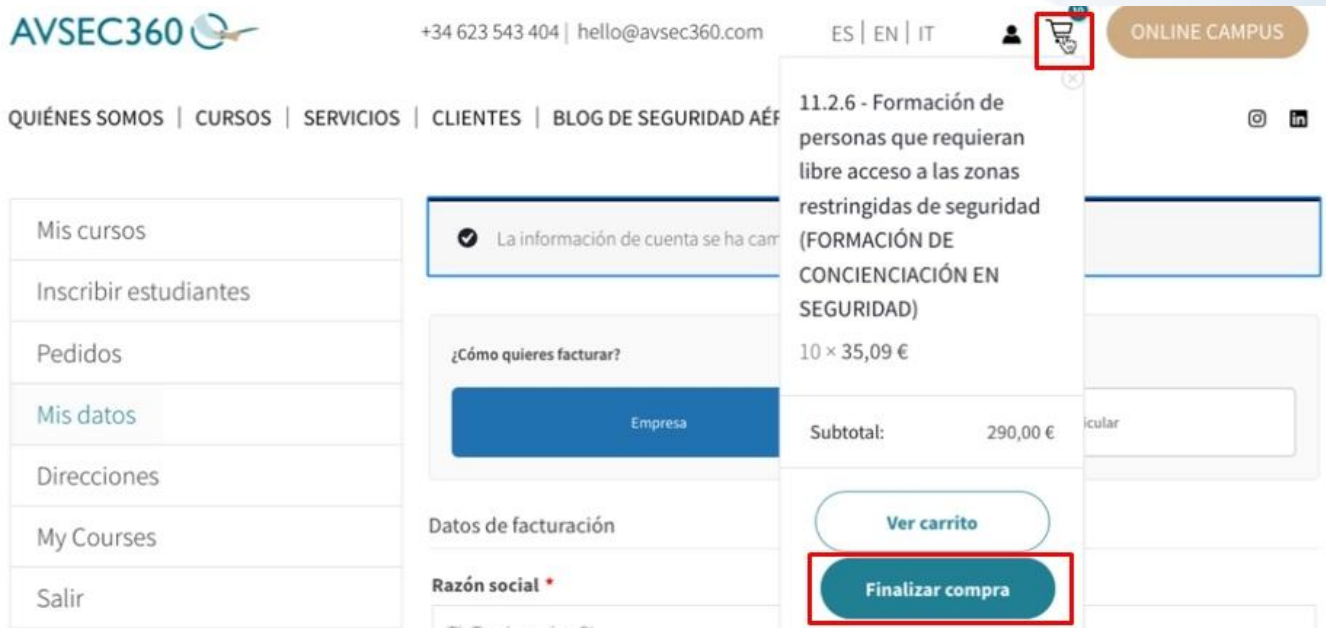 AVSEC360
+34 623 543 404 | hello@avsec360.com
ES | EN | IT
10
ONLINE CAMPUS
QUIÉNES SOMOS | CURSOS | SERVICIOS | CLIENTES | BLOG DE SEGURIDAD
Mis cursos
Inscribir estudiantes
Pedidos
Mis datos
Direcciones
My Courses
Salir
La información de cuenta se ha
¿Cómo quieres facturar?
Empresa
Datos de facturación
Razón social *
11.2.6 - Formación de
personas que requieran
libre acceso a las zonas
restringidas de seguridad
(FORMACIÓN DE
CONCIENCIACIÓN EN
SEGURIDAD)
10 × 35,09 €
Subtotal: 290,00 €
Ver carrito
Finalizar compra